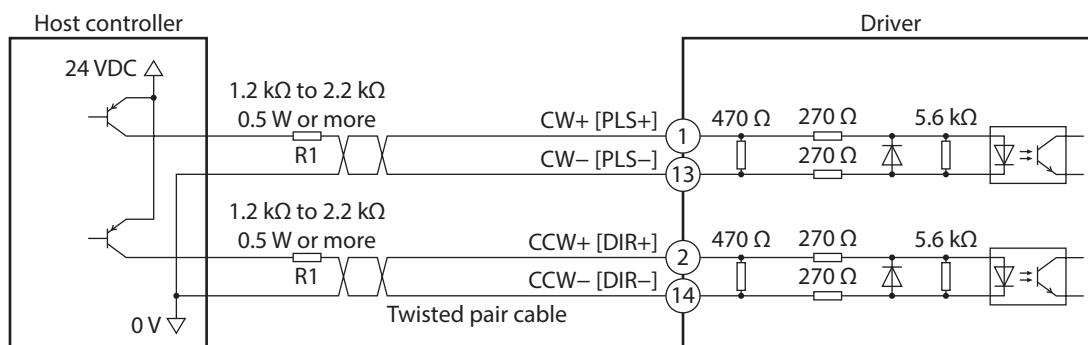 Host controller
Driver
24 VDC
1.2 kΩ to 2.2 kΩ
0.5 W or more
R1
CW+ [PLS+]
CW− [PLS−]
1
13
470 Ω
270 Ω
270 Ω
5.6 kΩ
1.2 kΩ to 2.2 kΩ
0.5 W or more
R1
CCW+ [DIR+]
CCW− [DIR−]
2
14
470 Ω
270 Ω
270 Ω
5.6 kΩ
Twisted pair cable
0 V